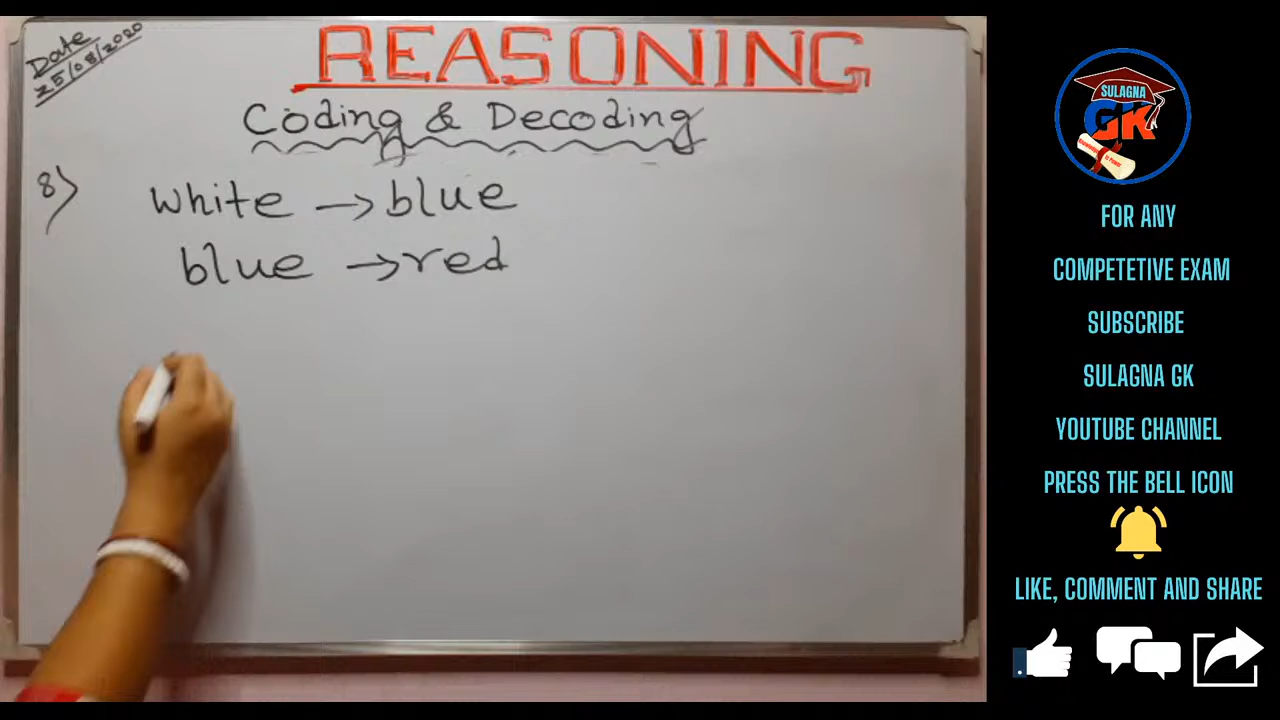 Date
25/08/2020
REASONING
Coding & Decoding
8) White → blue
blue → red
SULAGNA
GK
FOR ANY
COMPETETIVE EXAM
SUBSCRIBE
SULAGNA GK
YOUTUBE CHANNEL
PRESS THE BELL ICON
LIKE, COMMENT AND SHARE